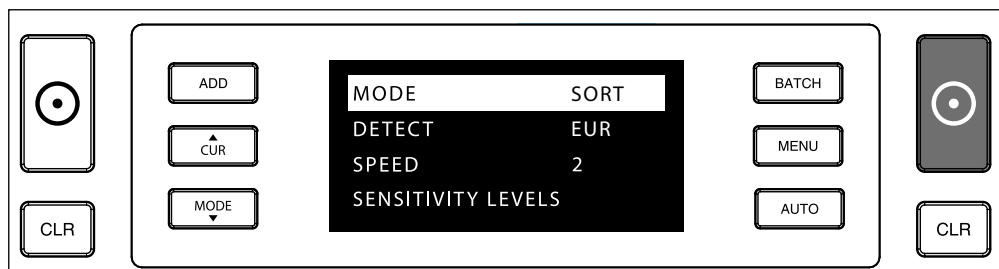 ADD
CUR
MODE
CLR
MODE SORT
DETECT EUR
SPEED 2
SENSITIVITY LEVELS
BATCH
MENU
AUTO
CLR